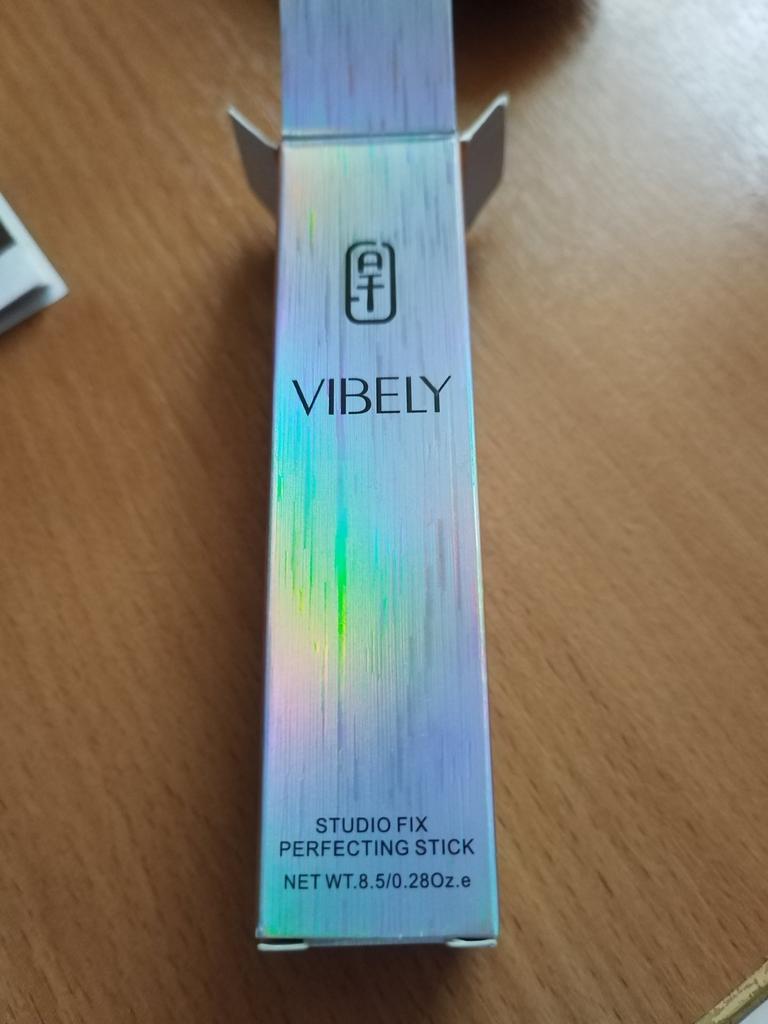 VIBELY
STUDIO FIX
PERFECTING STICK
NET WT.8.5/0.28Oz.e